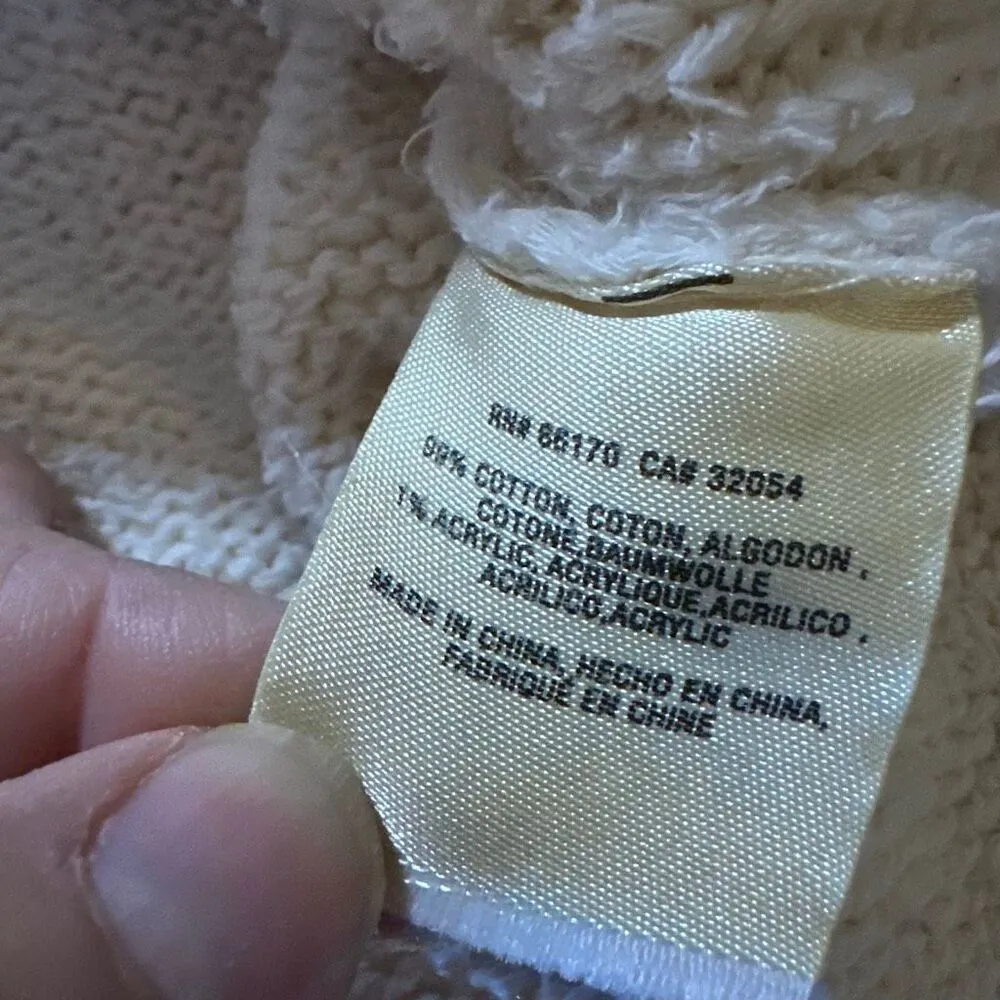 RN# 66170 CA# 32054
99% COTTON, COTON, ALGODON,
COTONE,BAUMWOLLE
1% ACRYLIC, ACRYLIQUE,ACRILICO,
ACRILICO,ACRYLIC
MADE IN CHINA, HECHO EN CHINA,
FABRIQUE EN CHINE